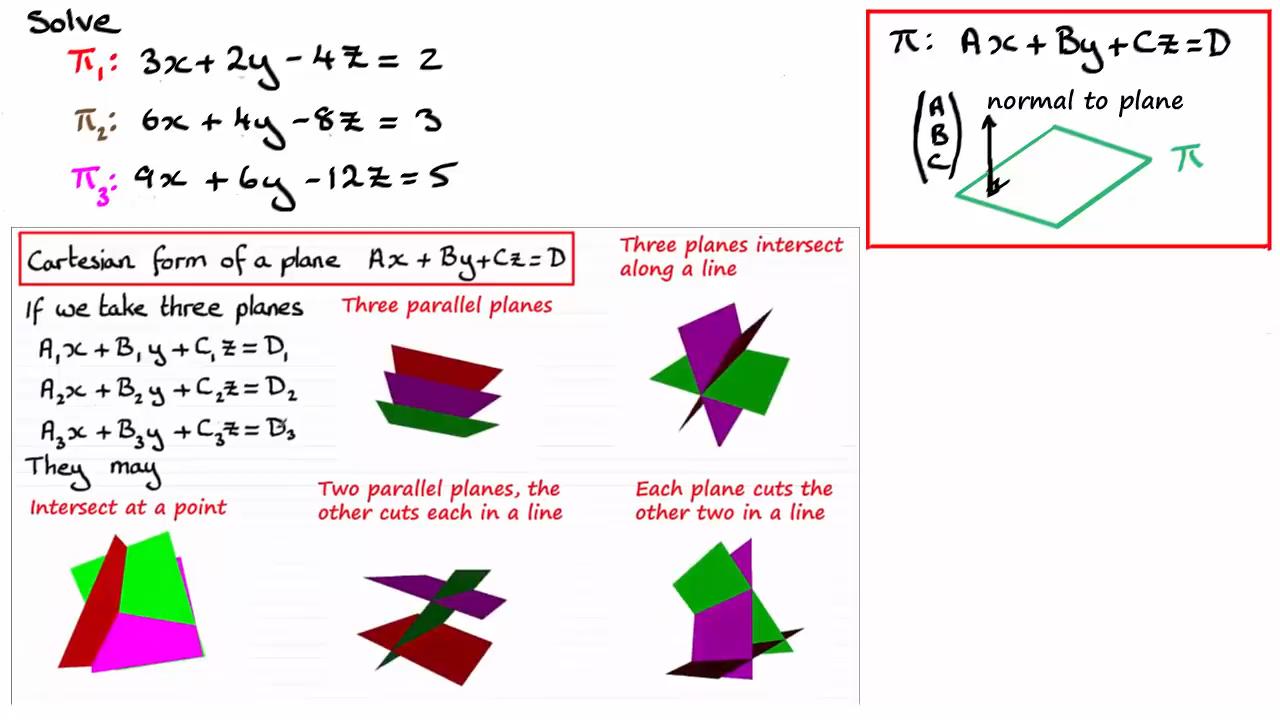 Solve
π₁: 3x + 2y - 4z = 2
π₂: 6x + 4y - 8z = 3
π₃: 9x + 6y - 12z = 5
π: Ax + By + Cz = D
(A
B
C)
normal to plane
π
Cartesian form of a plane Ax + By + Cz = D
If we take three planes
A₁x + B₁y + C₁z = D₁
A₂x + B₂y + C₂z = D₂
A₃x + B₃y + C₃z = D₃
They may
Three parallel planes
Three planes intersect
along a line
Intersect at a point
Two parallel planes, the
other cuts each in a line
Each plane cuts the
other two in a line